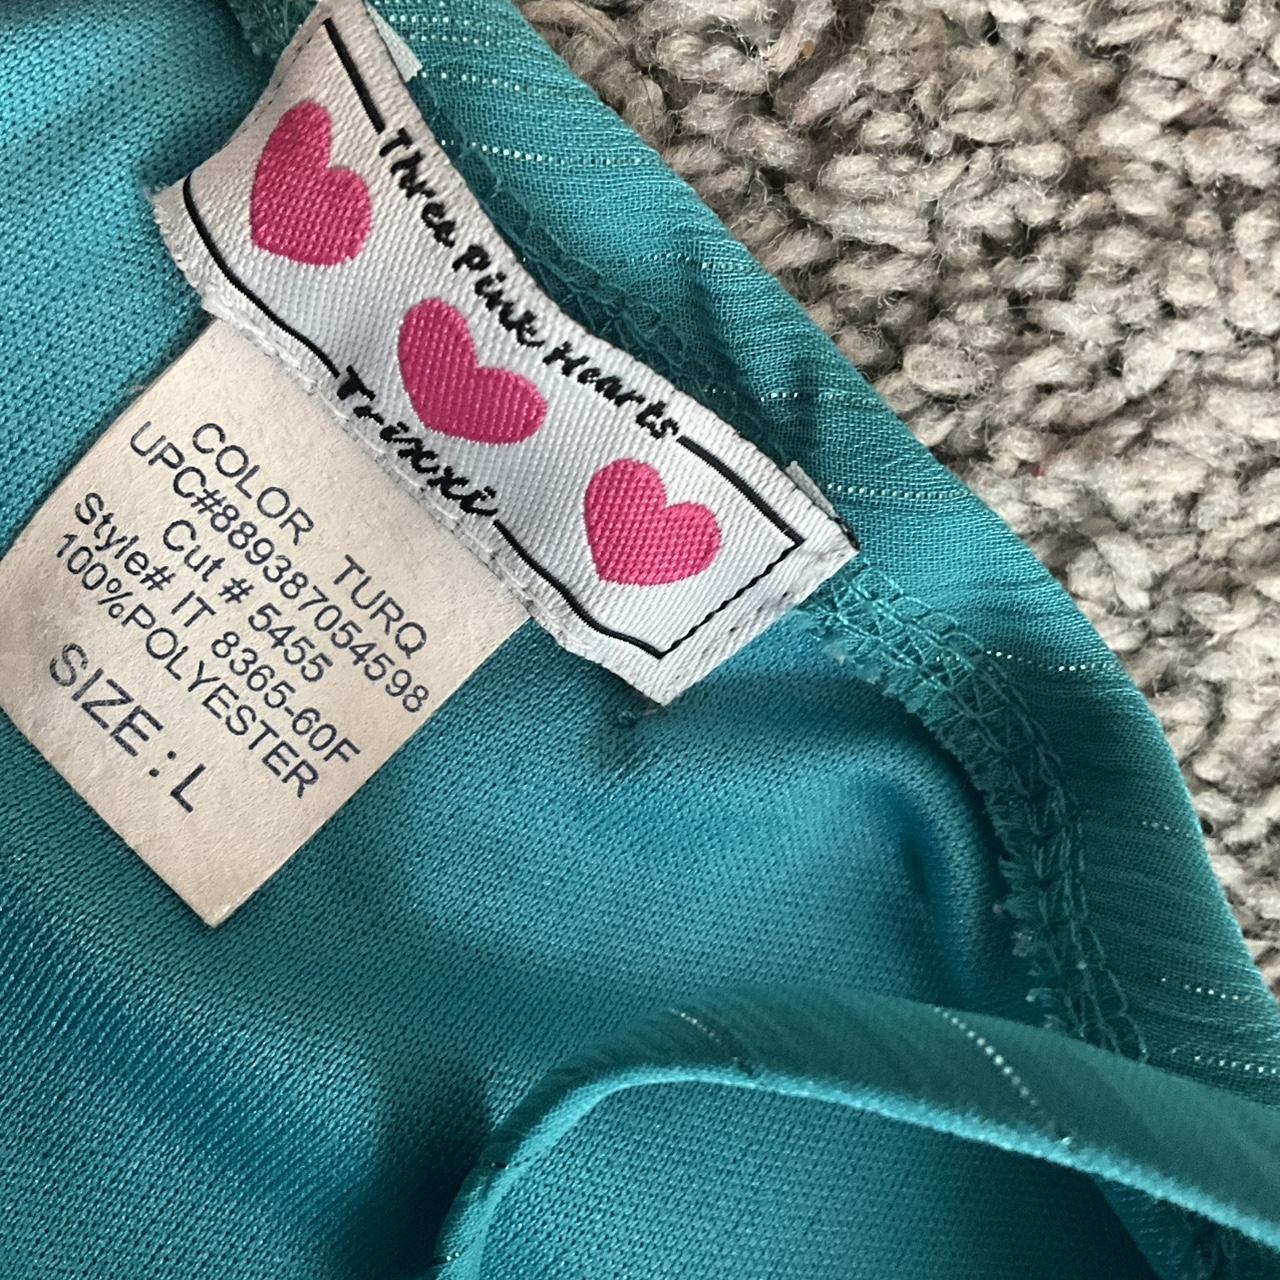 Three Pink Hearts
Trixxi
COLOR TURQ
UPC#889387054598
Cut # 5455
Style# IT 8365-60F
100%POLYESTER
SIZE : L